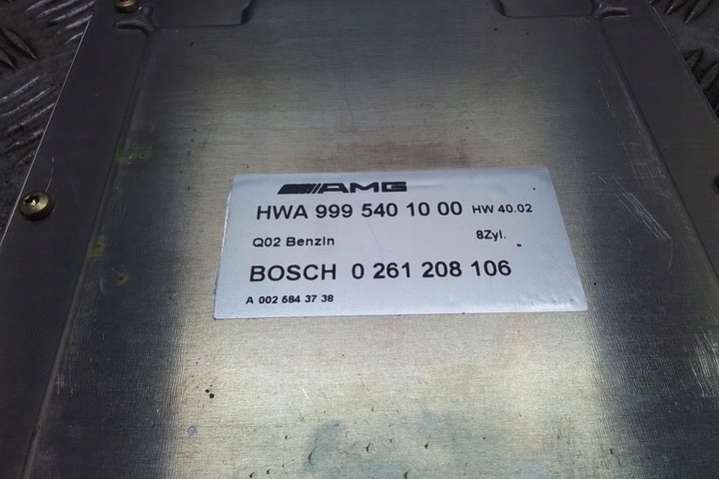 AMG
HWA 999 540 10 00 HW 40.02
Q02 Benzin 8Zyl.
BOSCH 0 261 208 106
A 002 684 37 38